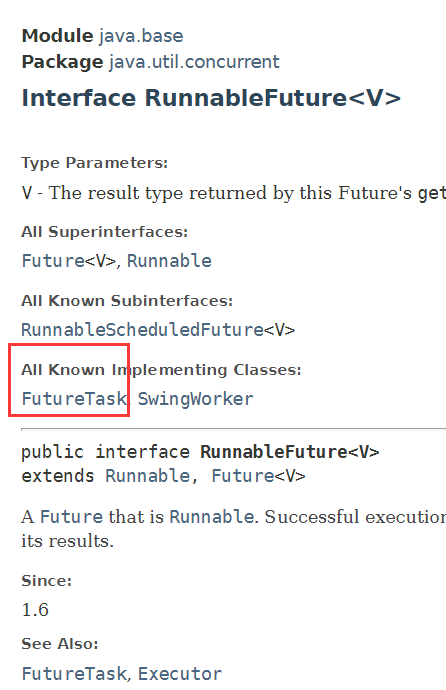 Module java.base
Package java.util.concurrent
Interface RunnableFuture<V>
Type Parameters:
V - The result type returned by this Future's get
All Superinterfaces:
Future<V>, Runnable
All Known Subinterfaces:
RunnableScheduledFuture<V>
All Known Implementing Classes:
FutureTask, SwingWorker
public interface RunnableFuture<V>
extends Runnable, Future<V>
A Future that is Runnable. Successful execution
its results.
Since:
1.6
See Also:
FutureTask, Executor